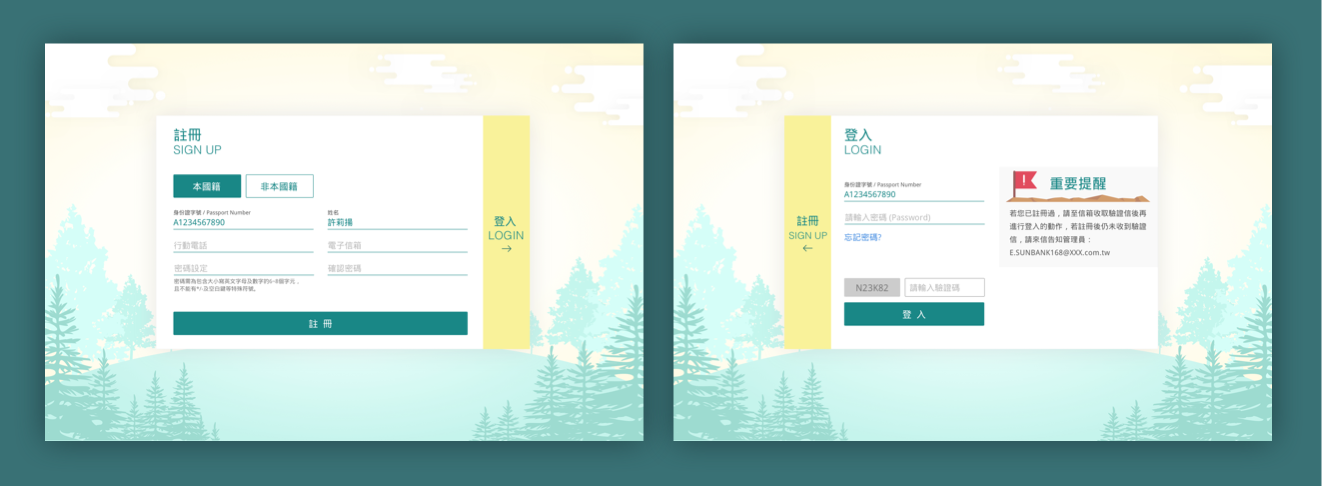 註冊
SIGN UP
本國籍
非本國籍
身份證字號 / Passport Number
姓名
A1234567890
許莉揚
行動電話
電子信箱
密碼設定
確認密碼
密碼需為包含大小寫英文字母及數字的6~8個字元，
且不能有*/-及空白鍵等特殊符號。
註 冊
登入
LOGIN
→
註冊
SIGN UP
←
登入
LOGIN
身份證字號 / Passport Number
A1234567890
請輸入密碼 (Password)
忘記密碼?
N23K82
請輸入驗證碼
登 入
!
重要提醒
若您已註冊過，請至信箱收取驗證信後再
進行登入的動作，若註冊後仍未收到驗證
信，請來信告知管理員：
E.SUNBANK168@XXX.com.tw